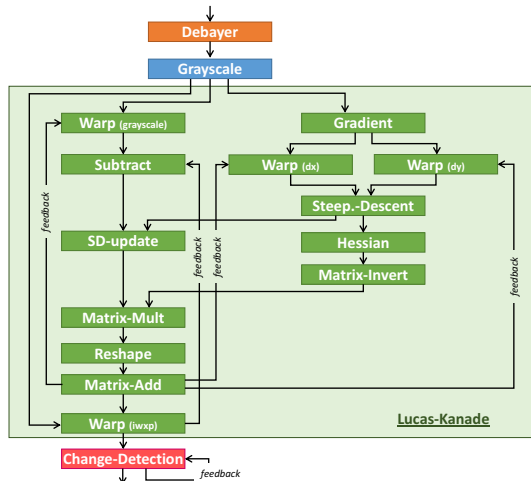 Debayer
Grayscale
Warp (grayscale)
Gradient
Subtract
Warp (dx)
Warp (dy)
feedback
feedback
feedback
feedback
Steep.-Descent
SD-update
Hessian
Matrix-Invert
Matrix-Mult
Reshape
Matrix-Add
Warp (iwxp)
Lucas-Kanade
Change-Detection
feedback